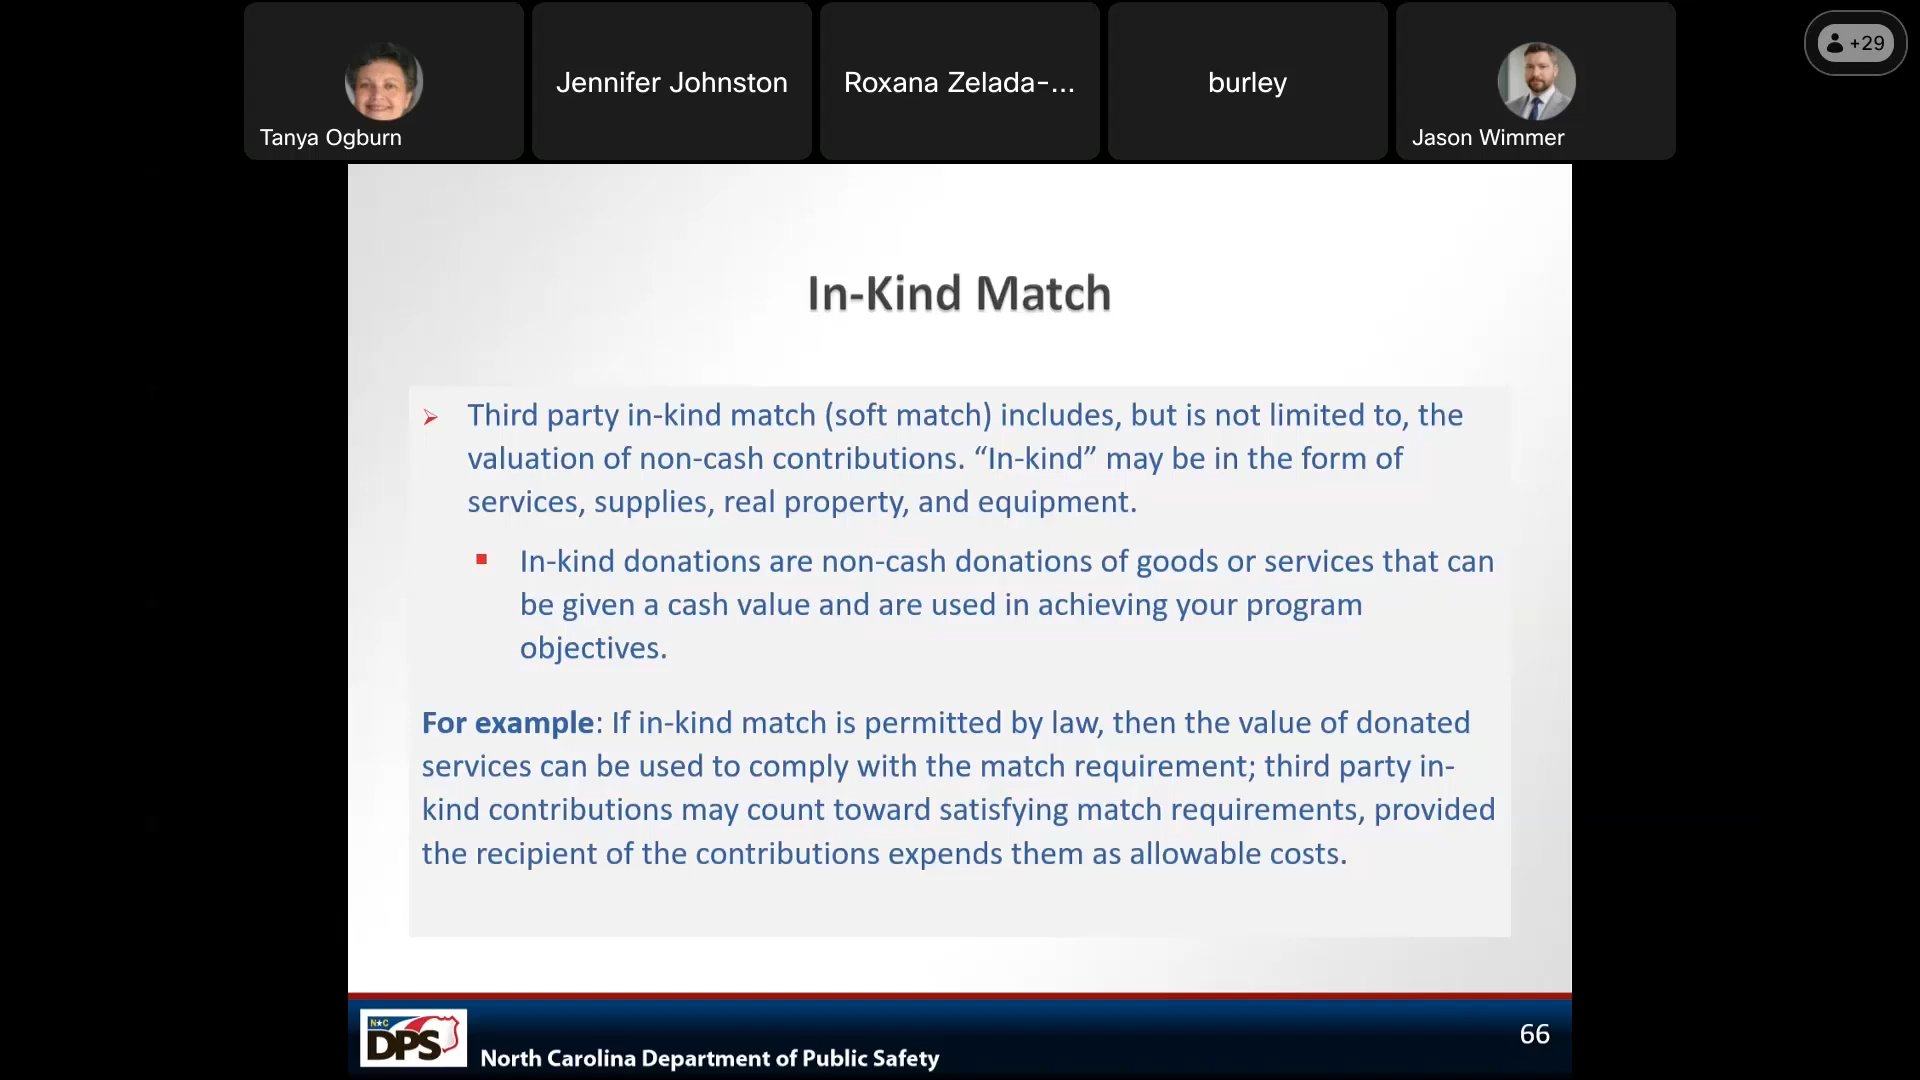 Tanya Ogburn
Jennifer Johnston
Roxana Zelada-...
burley
Jason Wimmer
+29
In-Kind Match
Third party in-kind match (soft match) includes, but is not limited to, the
valuation of non-cash contributions. “In-kind” may be in the form of
services, supplies, real property, and equipment.
In-kind donations are non-cash donations of goods or services that can
be given a cash value and are used in achieving your program
objectives.
For example: If in-kind match is permitted by law, then the value of donated
services can be used to comply with the match requirement; third party in-
kind contributions may count toward satisfying match requirements, provided
the recipient of the contributions expends them as allowable costs.
N★C
DPS
North Carolina Department of Public Safety
66